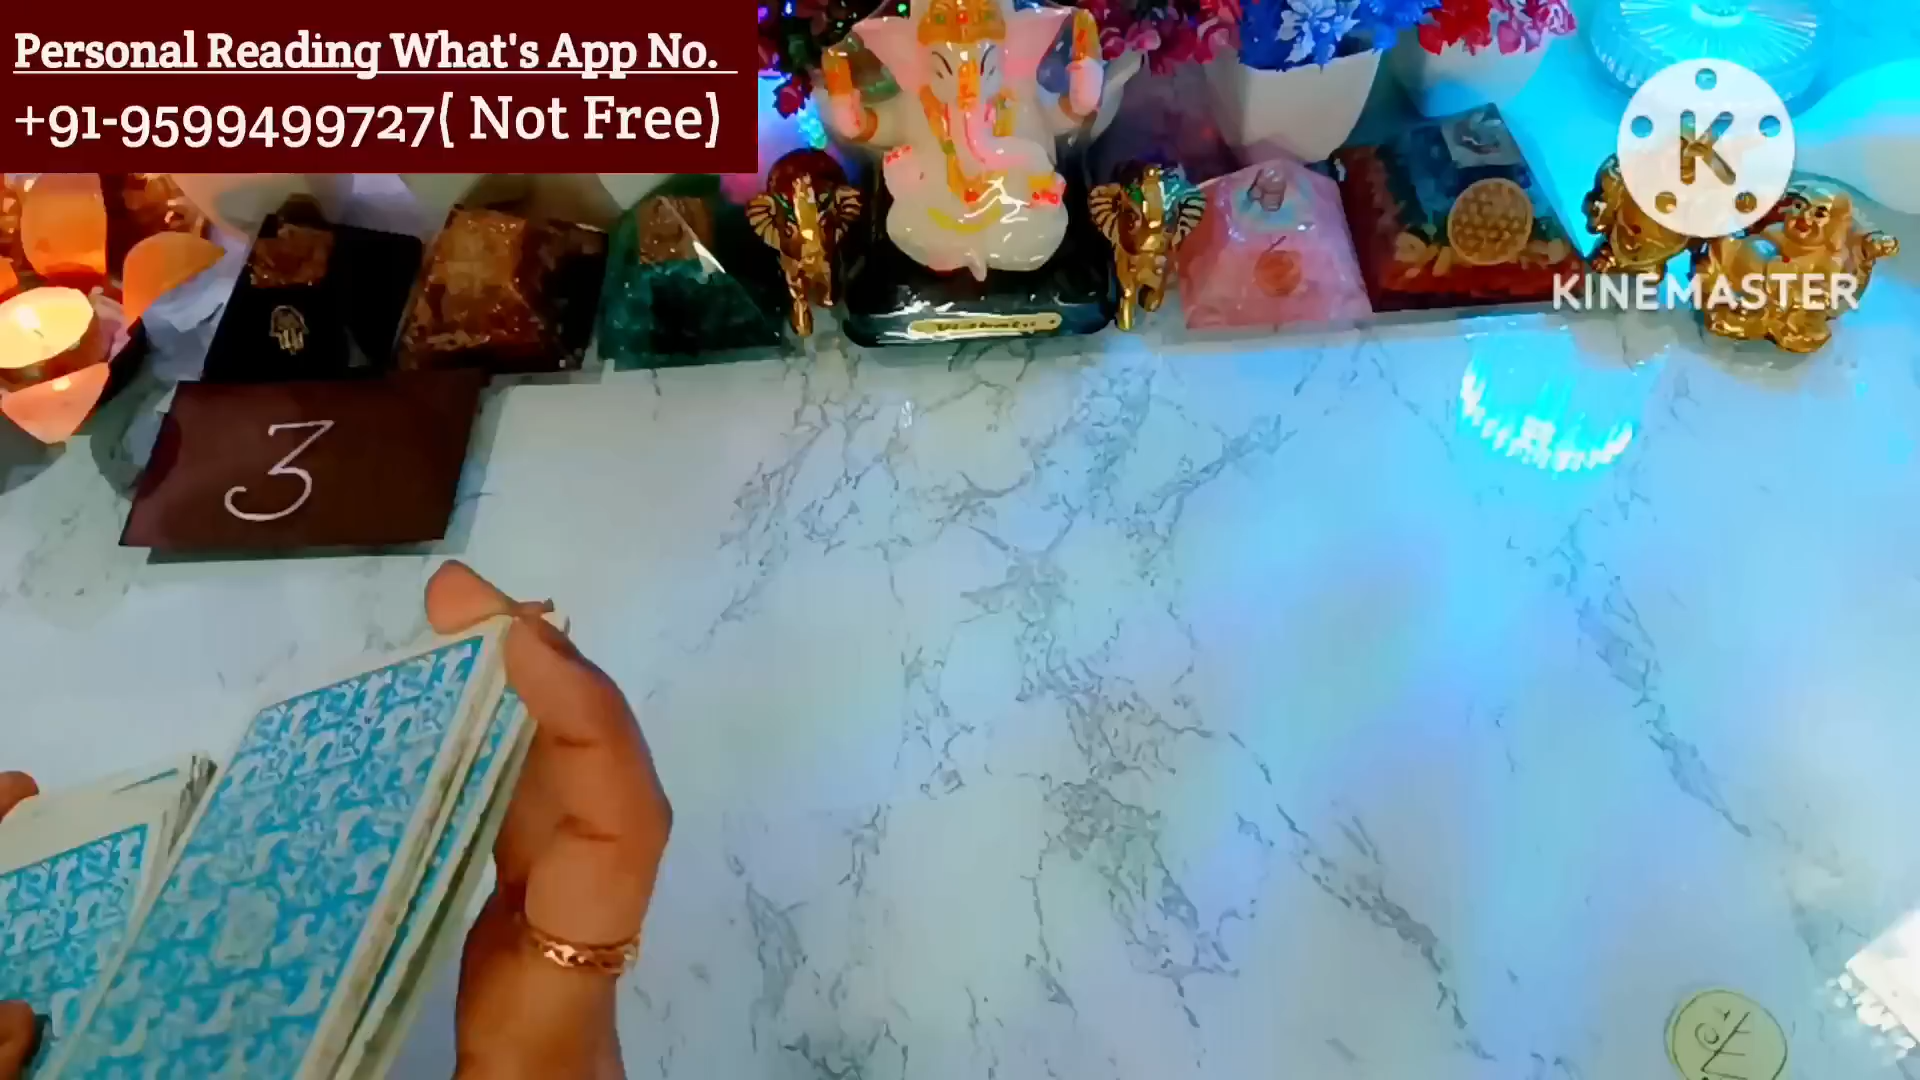 Personal Reading What's App No.
+91-9599499727( Not Free)
K
KINEMASTER
3